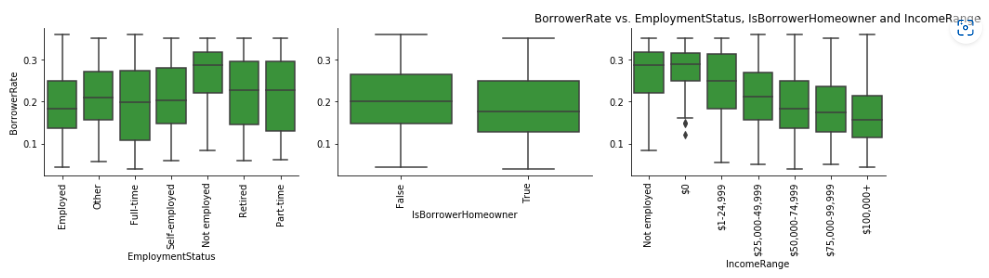 BorrowerRate vs. EmploymentStatus, IsBorrowerHomeowner and IncomeRange
BorrowerRate
0.3
0.2
0.1
Employed
Other
Full-time
Self-employed
Not employed
Retired
Part-time
EmploymentStatus
0.3
0.2
0.1
False
True
IsBorrowerHomeowner
0.3
0.2
0.1
Not employed
$0
$1-24,999
$25,000-49,999
$50,000-74,999
$75,000-99,999
$100,000+
IncomeRange